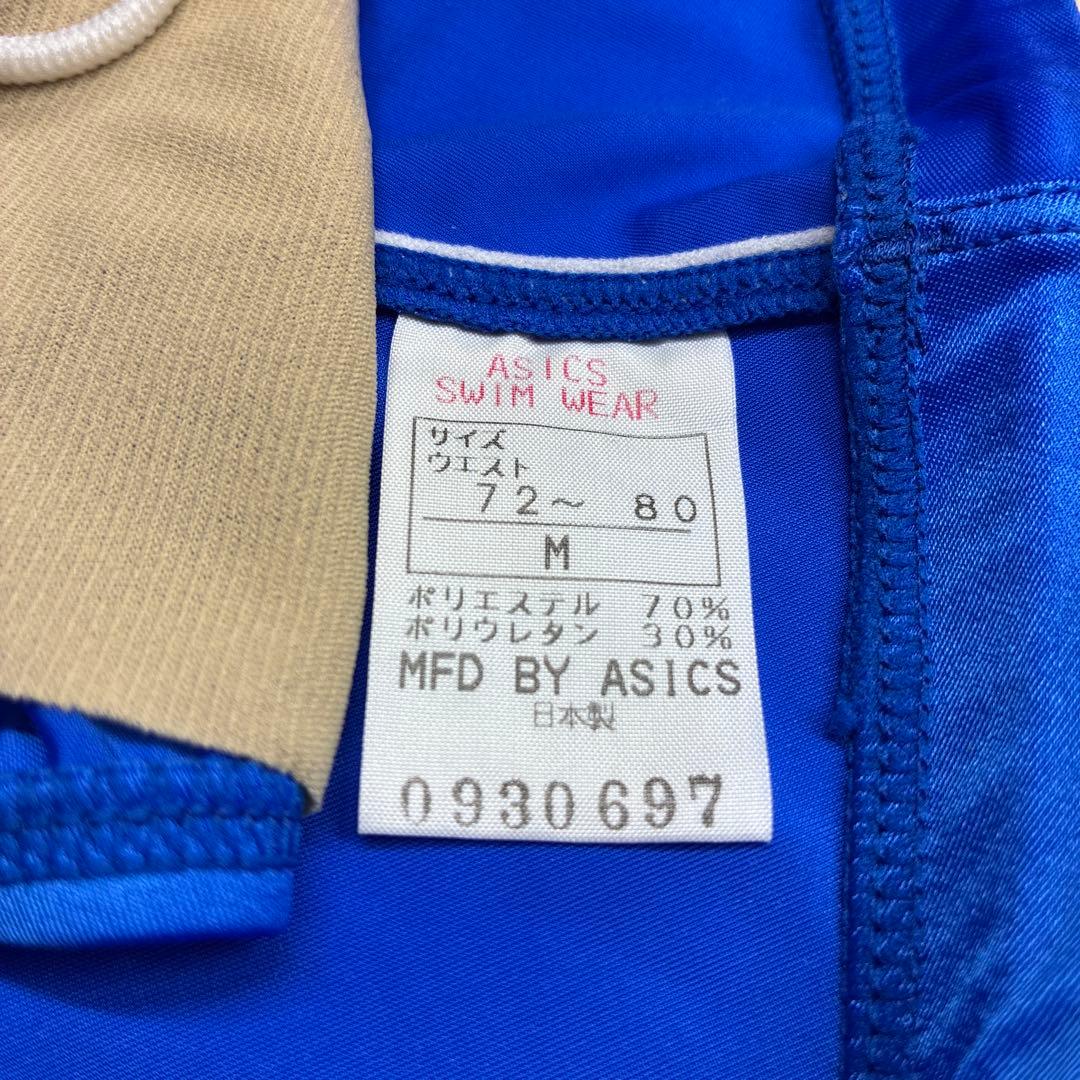 ASICS
SWIM WEAR
サイズ
ウエスト
72～ 80
M
ポリエステル 70%
ポリウレタン 30%
MFD BY ASICS
日本製
0930697